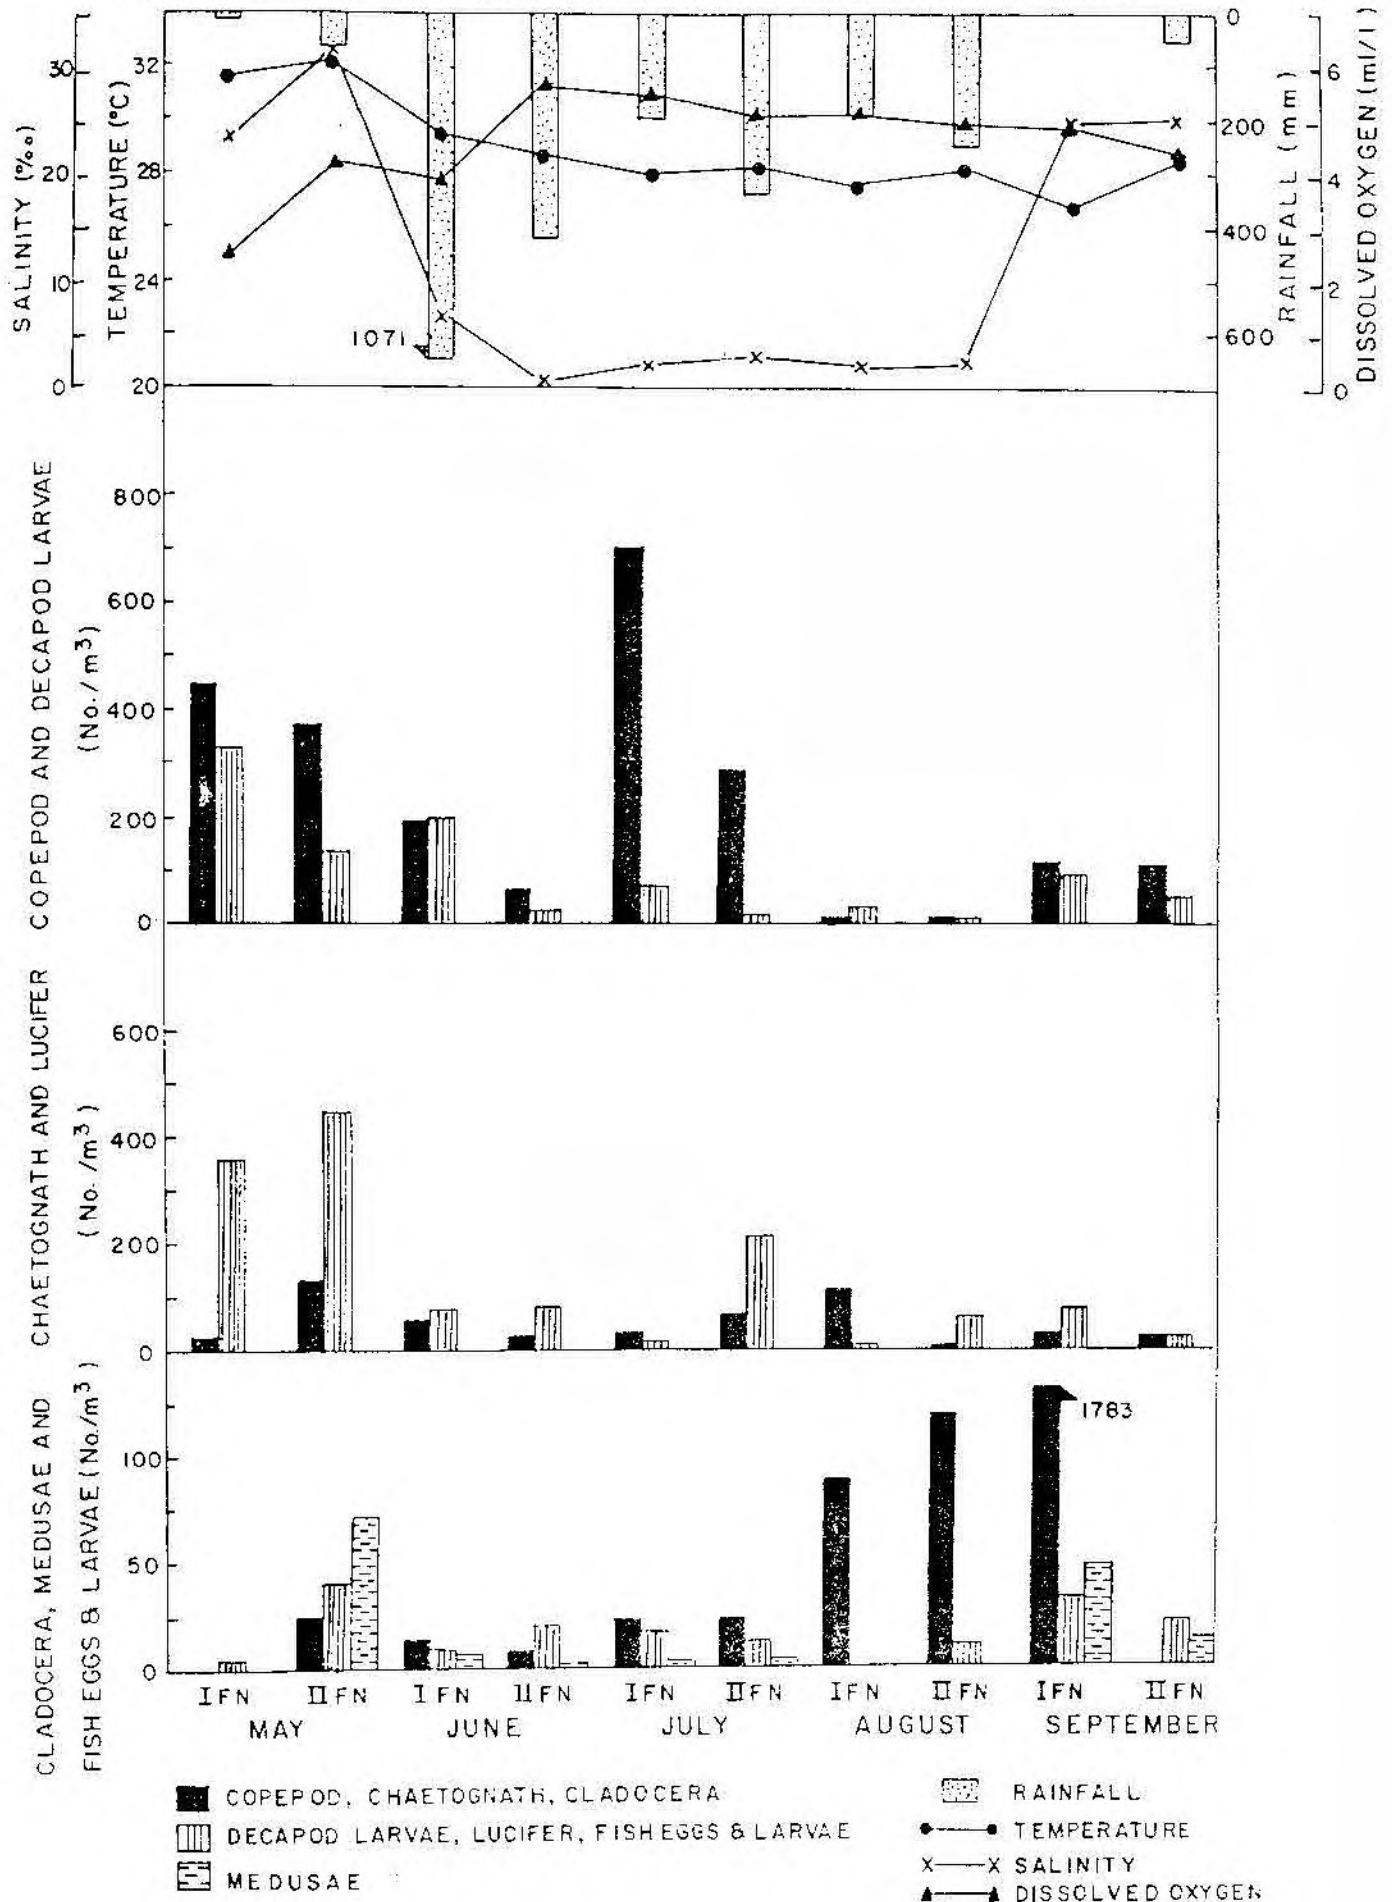 SALINITY (‰)
30
20
10
0
TEMPERATURE (°C)
32
28
24
20
1071
0
200
400
600
RAINFALL (mm)
6
4
2
0
DISSOLVED OXYGEN (ml/l)
COPEPOD AND DECAPOD LARVAE
(No./m³)
800
600
400
200
0
CHAETOGNATH AND LUCIFER
(No./m³)
600
400
200
0
CLADOCERA, MEDUSAE AND
FISH EGGS & LARVAE (No./m³)
100
50
0
1783
I FN II FN I FN II FN I FN II FN I FN II FN I FN II FN
MAY JUNE JULY AUGUST SEPTEMBER
COPEPOD, CHAETOGNATH, CLADOCERA
DECAPOD LARVAE, LUCIFER, FISH EGGS & LARVAE
MEDUSAE
RAINFALL
TEMPERATURE
SALINITY
DISSOLVED OXYGEN